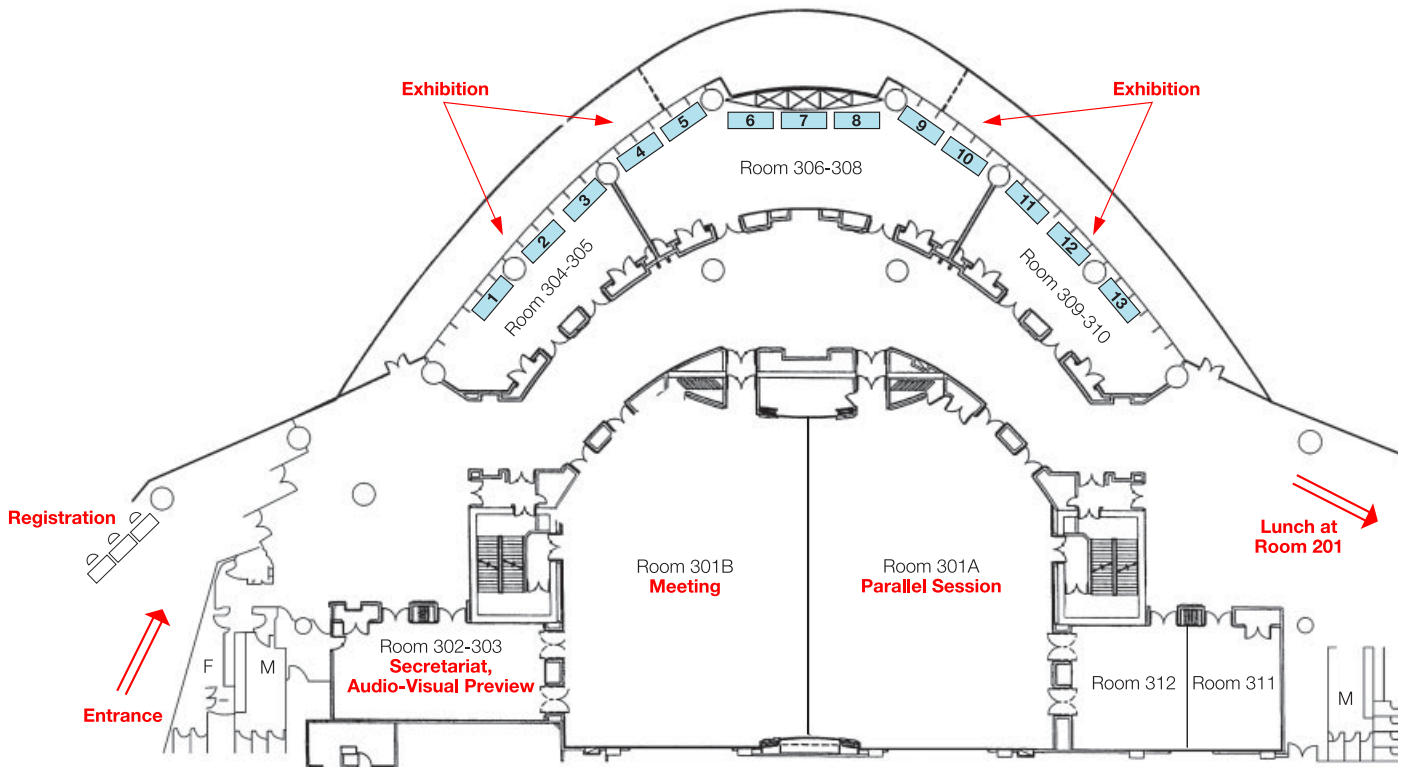 Exhibition
Exhibition
5
6
7
8
9
4
10
3
11
2
12
1
13
Room 306-308
Room 304-305
Room 309-310
Registration
Lunch at
Room 201
Room 301B
Meeting
Room 301A
Parallel Session
Room 302-303
Secretariat,
Audio-Visual Preview
F
M
Entrance
Room 312
Room 311
M